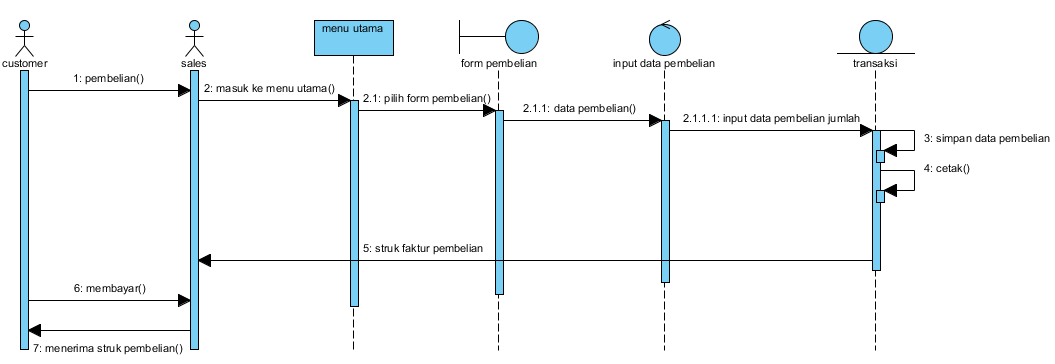 menu utama
customer
sales
form pembelian
input data pembelian
transaksi
1: pembelian()
2: masuk ke menu utama()
2.1: pilih form pembelian()
2.1.1: data pembelian()
2.1.1.1: input data pembelian jumlah
3: simpan data pembelian
4: cetak()
5: struk faktur pembelian
6: membayar()
7: menerima struk pembelian()